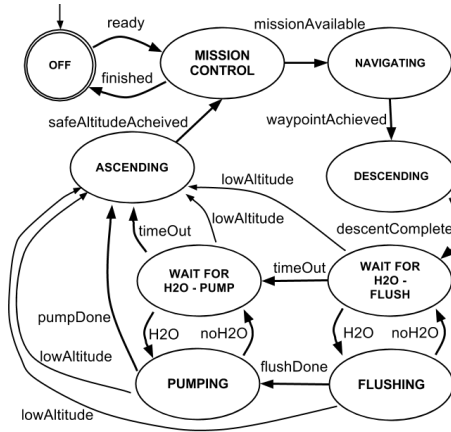 ready
missionAvailable
OFF
MISSION
CONTROL
NAVIGATING
finished
safeAltitudeAcheived
waypointAchieved
ASCENDING
DESCENDING
lowAltitude
lowAltitude
descentComplete
timeOut
WAIT FOR
H2O - PUMP
timeOut
WAIT FOR
H2O -
FLUSH
H2O
noH2O
H2O
noH2O
pumpDone
lowAltitude
PUMPING
flushDone
FLUSHING
lowAltitude